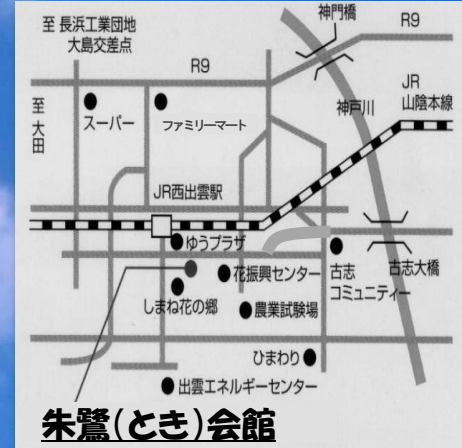 至 長浜工業団地
大島交差点
神門橋
R9
R9
至大田
スーパー
ファミリーマート
神戸川
JR
山陰本線
JR西出雲駅
ゆうプラザ
花振興センター
古志
コミュニティー
古志大橋
しまね花の郷
農業試験場
ひまわり
出雲エネルギーセンター
朱鷺(とき)会館